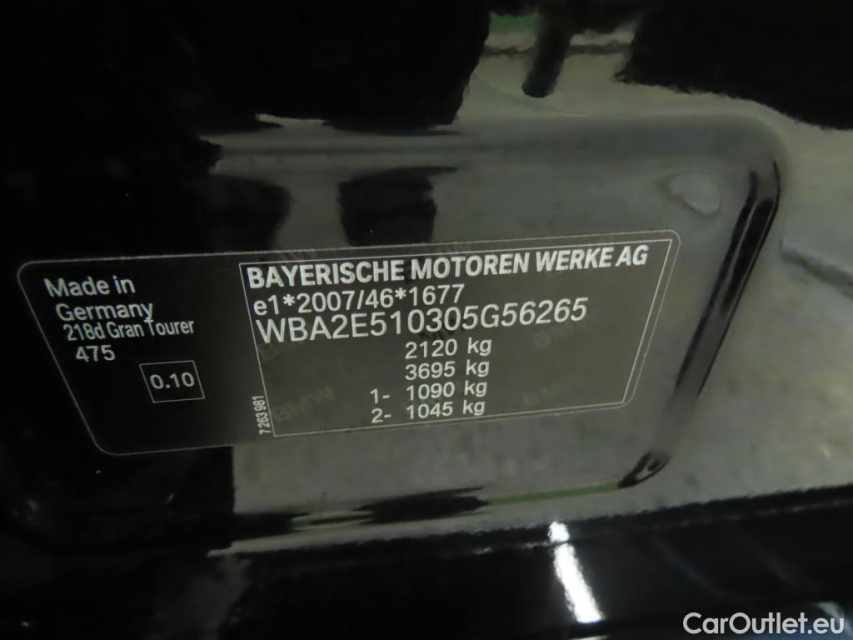 Made in
Germany
218d Gran Tourer
475
0.10
7263981
BAYERISCHE MOTOREN WERKE AG
e1*2007/46*1677
WBA2E510305G56265
2120 kg
3695 kg
1- 1090 kg
2- 1045 kg
CarOutlet.eu